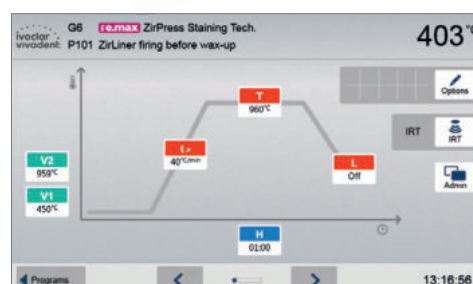 ivoclar
vivadent
G6 e.max ZirPress Staining Tech.
P101 ZirLiner firing before wax-up
403 °C
Options
T
960°C
IRT
IRT
t
40°C/min
V2
959°C
L
Off
Admin
V1
450°C
H
01:00
Programs
13:16:56